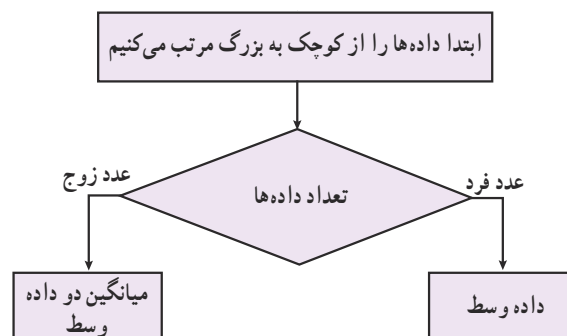 ابتدا داده‌ها را از کوچک به بزرگ مرتب می‌کنیم
تعداد داده‌ها
عدد فرد
عدد زوج
داده وسط
میانگین دو داده
وسط